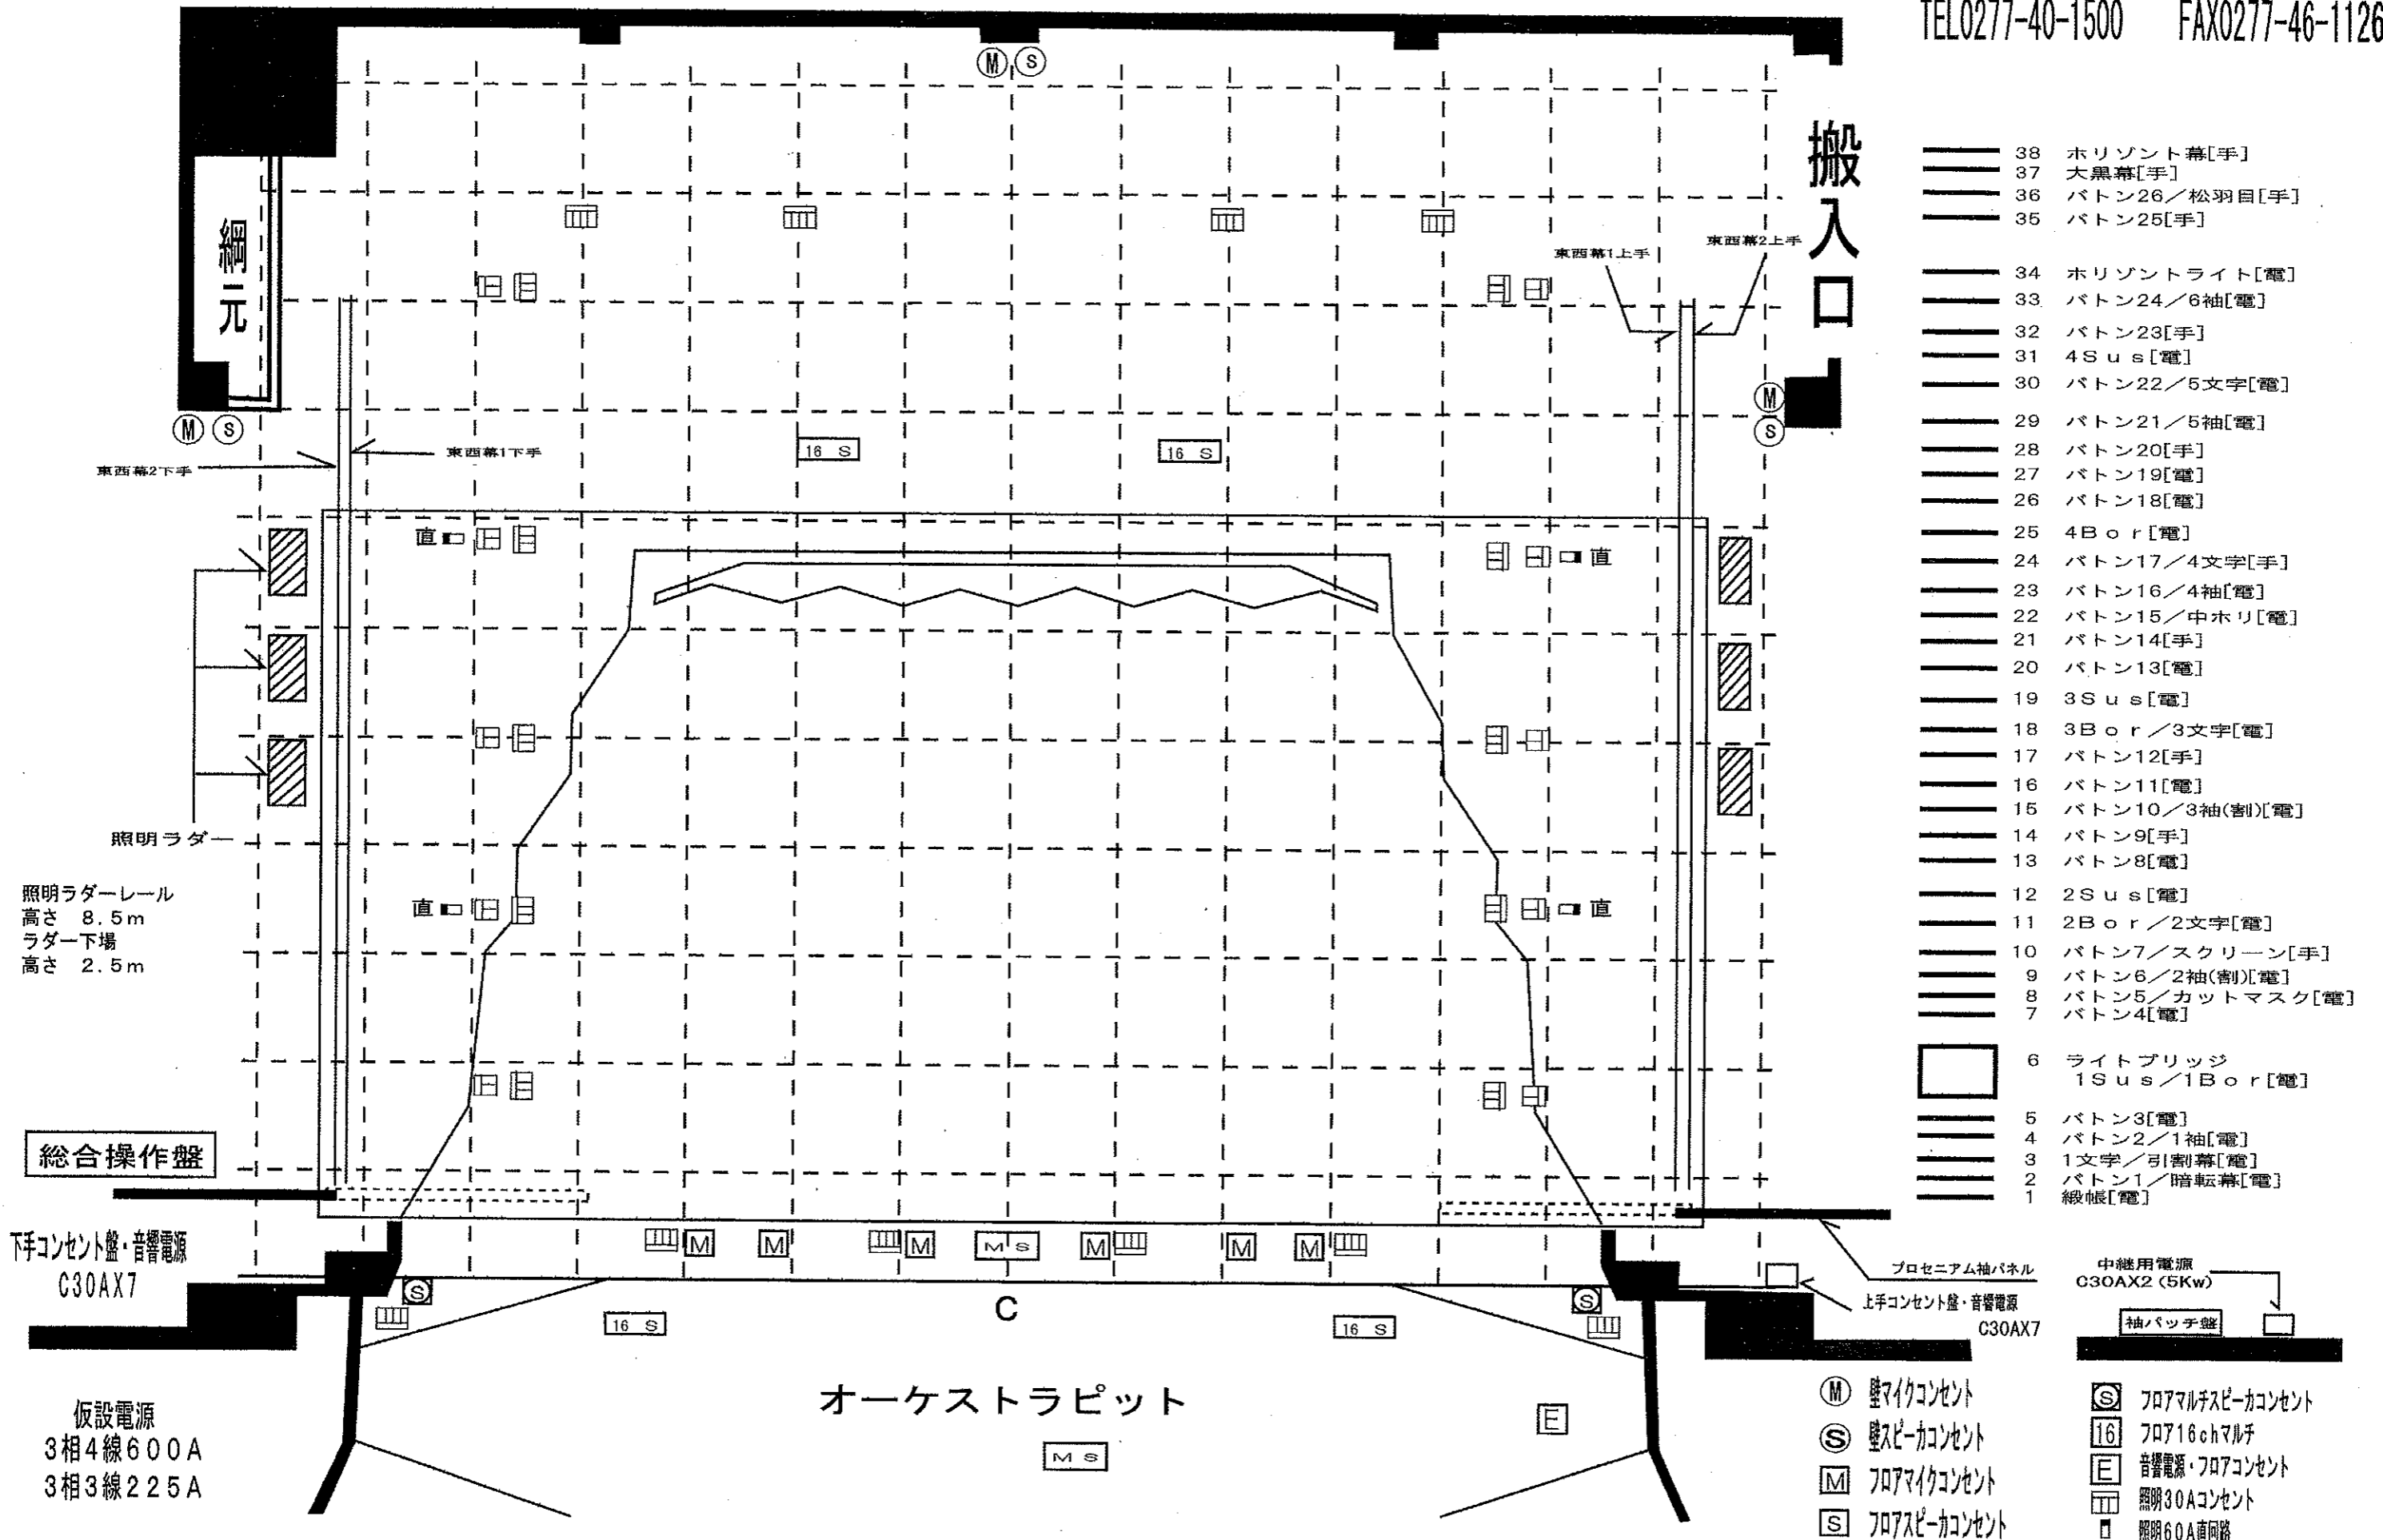 TEL0277-40-1500 FAX0277-46-1126
M S
搬入口
綱元
東西幕1上手
東西幕2上手
M S
M
S
東西幕2下手
東西幕1下手
16 S
16 S
直
直
照明ラダー
照明ラダーレール
高さ 8.5m
ラダー下場
高さ 2.5m
直
直
総合操作盤
下手コンセント盤・音響電源
C30AX7
M
M
M
M S
M
M
M
S
S
C
16 S
16 S
オーケストラピット
M S
E
仮設電源
3相4線600A
3相3線225A
38 ホリゾント幕[手]
37 大黒幕[手]
36 バトン26/松羽目[手]
35 バトン25[手]
34 ホリゾントライト[電]
33 バトン24/6袖[電]
32 バトン23[手]
31 4Sus[電]
30 バトン22/5文字[電]
29 バトン21/5袖[電]
28 バトン20[手]
27 バトン19[電]
26 バトン18[電]
25 4Bor[電]
24 バトン17/4文字[手]
23 バトン16/4袖[電]
22 バトン15/中ホリ[電]
21 バトン14[手]
20 バトン13[電]
19 3Sus[電]
18 3Bor/3文字[電]
17 バトン12[手]
16 バトン11[電]
15 バトン10/3袖(割)[電]
14 バトン9[手]
13 バトン8[電]
12 2Sus[電]
11 2Bor/2文字[電]
10 バトン7/スクリーン[手]
9 バトン6/2袖(割)[電]
8 バトン5/カットマスク[電]
7 バトン4[電]
6 ライトブリッジ
1Sus/1Bor[電]
5 バトン3[電]
4 バトン2/1袖[電]
3 1文字/引割幕[電]
2 バトン1/暗転幕[電]
1 緞帳[電]
プロセニアム袖パネル
上手コンセント盤・音響電源
C30AX7
中継用電源
C30AX2(5Kw)
袖パッチ盤
M 壁マイクコンセント
S 壁スピーカコンセント
M フロアマイクコンセント
S フロアスピーカコンセント
S フロアマルチスピーカコンセント
16 フロア16chマルチ
E 音響電源・フロアコンセント
照明30Aコンセント
照明60A直回路